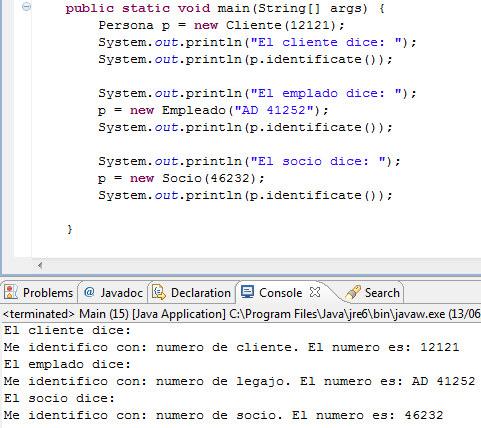 public static void main(String[] args) {
Persona p = new Cliente(12121);
System.out.println("El cliente dice: ");
System.out.println(p.identificate());
System.out.println("El emplado dice: ");
p = new Empleado("AD 41252");
System.out.println(p.identificate());
System.out.println("El socio dice: ");
p = new Socio(46232);
System.out.println(p.identificate());
}
Problems @ Javadoc Declaration Console Search
<terminated> Main (15) [Java Application] C:\Program Files\Java\jre6\bin\javaw.exe (13/06
El cliente dice:
Me identifico con: numero de cliente. El numero es: 12121
El emplado dice:
Me identifico con: numero de legajo. El numero es: AD 41252
El socio dice:
Me identifico con: numero de socio. El numero es: 46232